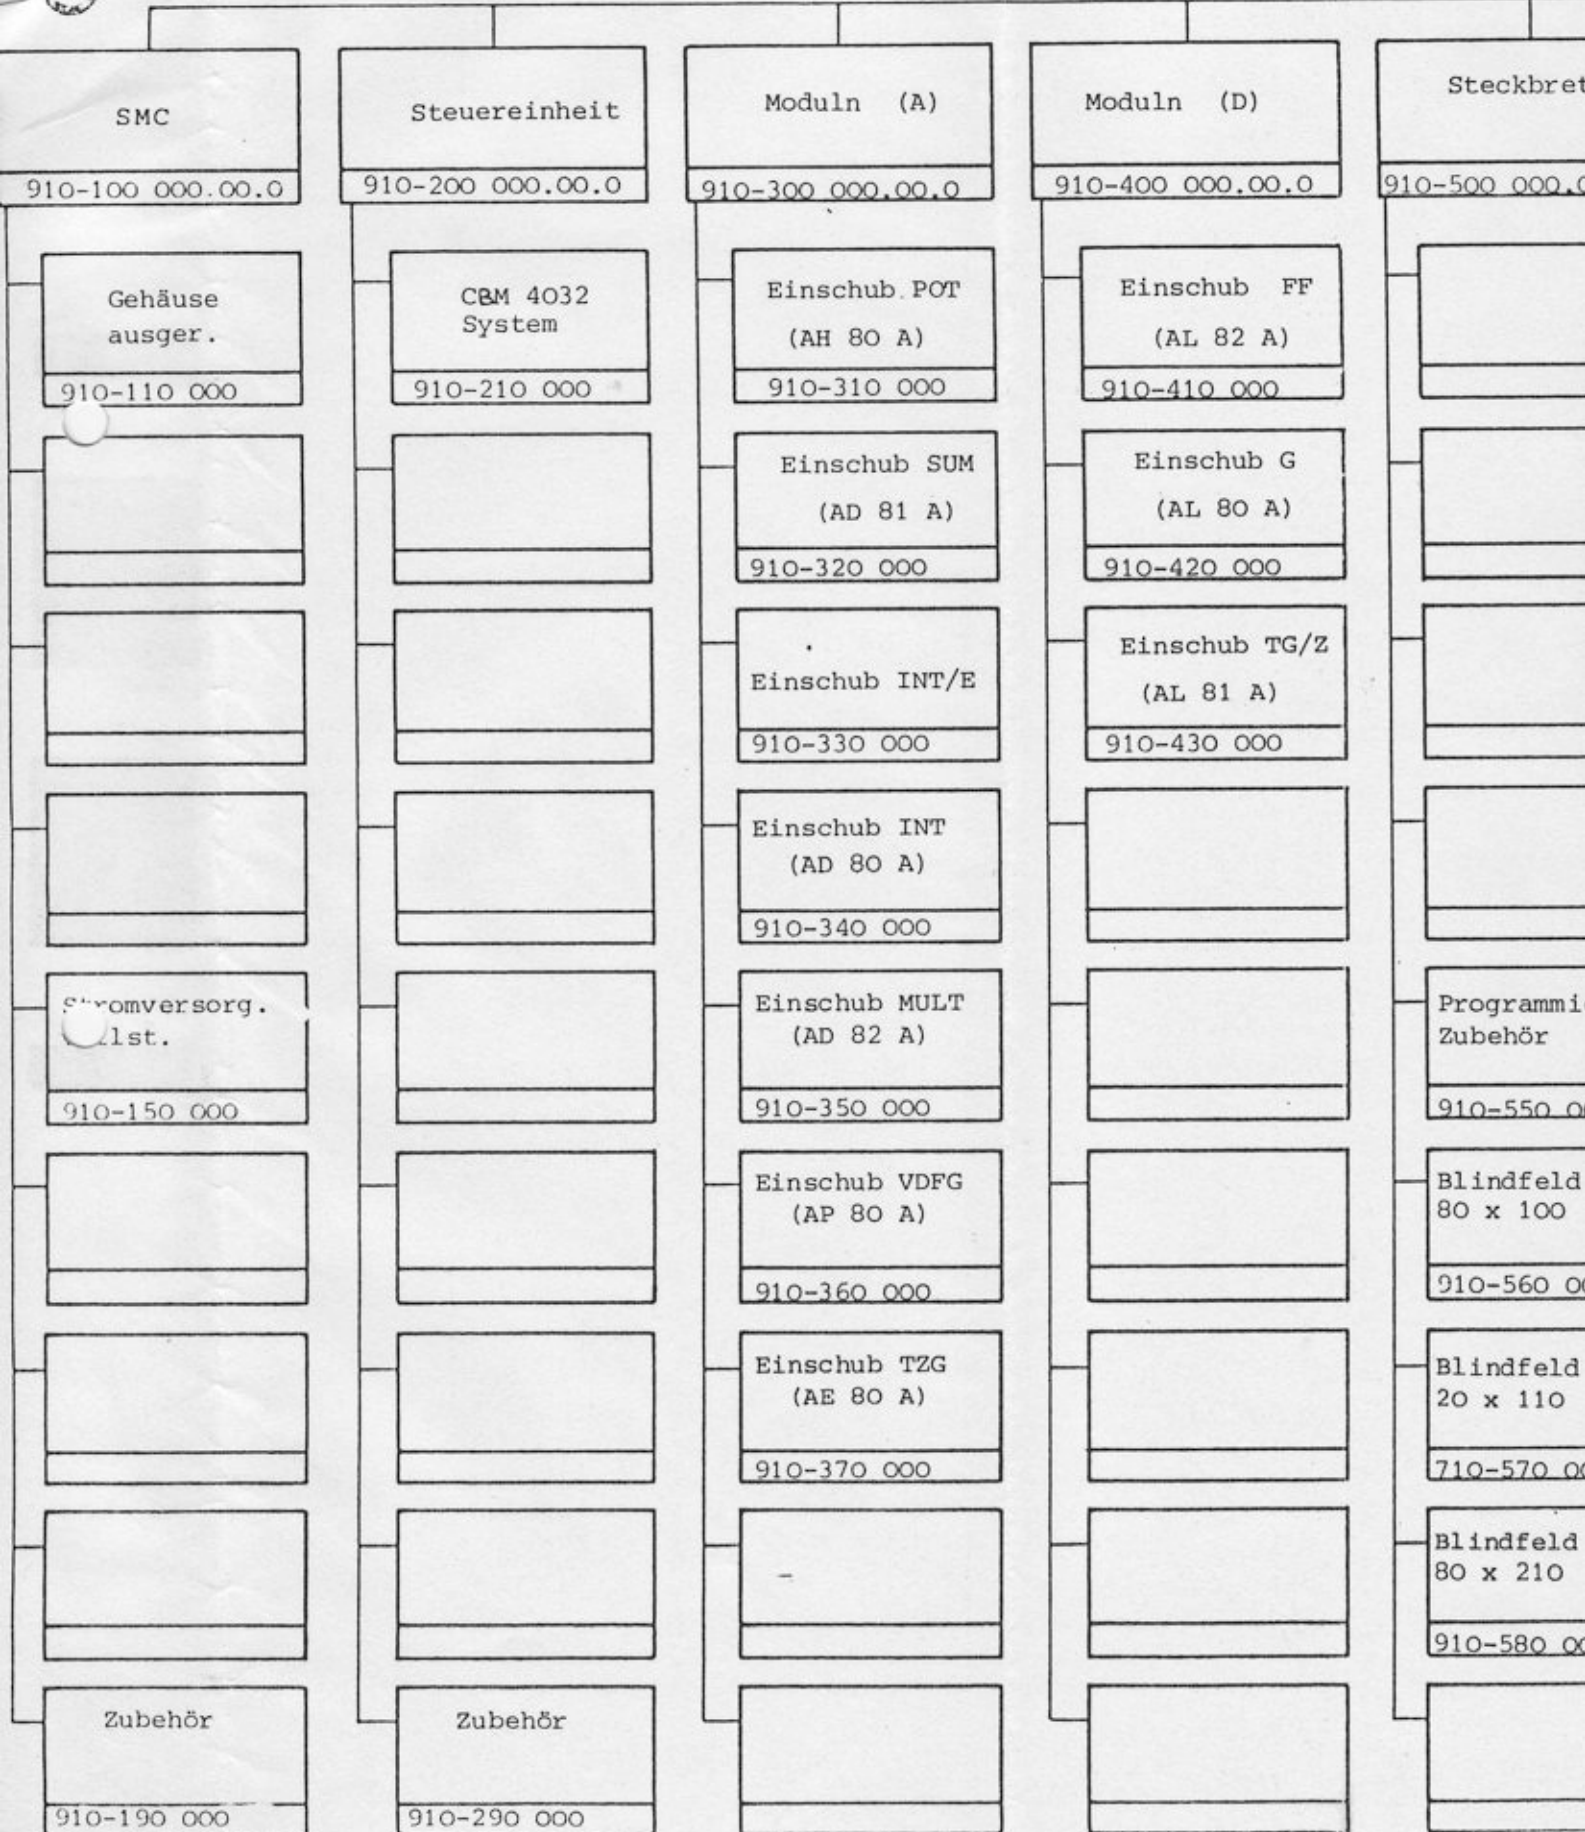 SMC
910-100 000.00.0
Gehäuse
ausger.
910-110 000
910-150 000
Zubehör
910-190 000
Steuereinheit
910-200 000.00.0
CBM 4032
System
910-210 000
Zubehör
910-290 000
Moduln (A)
910-300 000.00.0
Einschub POT
(AH 80 A)
910-310 000
Einschub SUM
(AD 81 A)
910-320 000
Einschub INT/E
910-330 000
Einschub INT
(AD 80 A)
910-340 000
Einschub MULT
(AD 82 A)
910-350 000
Einschub VDFG
(AP 80 A)
910-360 000
Einschub TZG
(AE 80 A)
910-370 000
Moduln (D)
910-400 000.00.0
Einschub FF
(AL 82 A)
910-410 000
Einschub G
(AL 80 A)
910-420 000
Einschub TG/Z
(AL 81 A)
910-430 000
910-500
Zubehör
910-550
Blindfeld
80 x 100
910-560
Blindfeld
20 x 110
710-570
Blindfeld
80 x 210
910-580